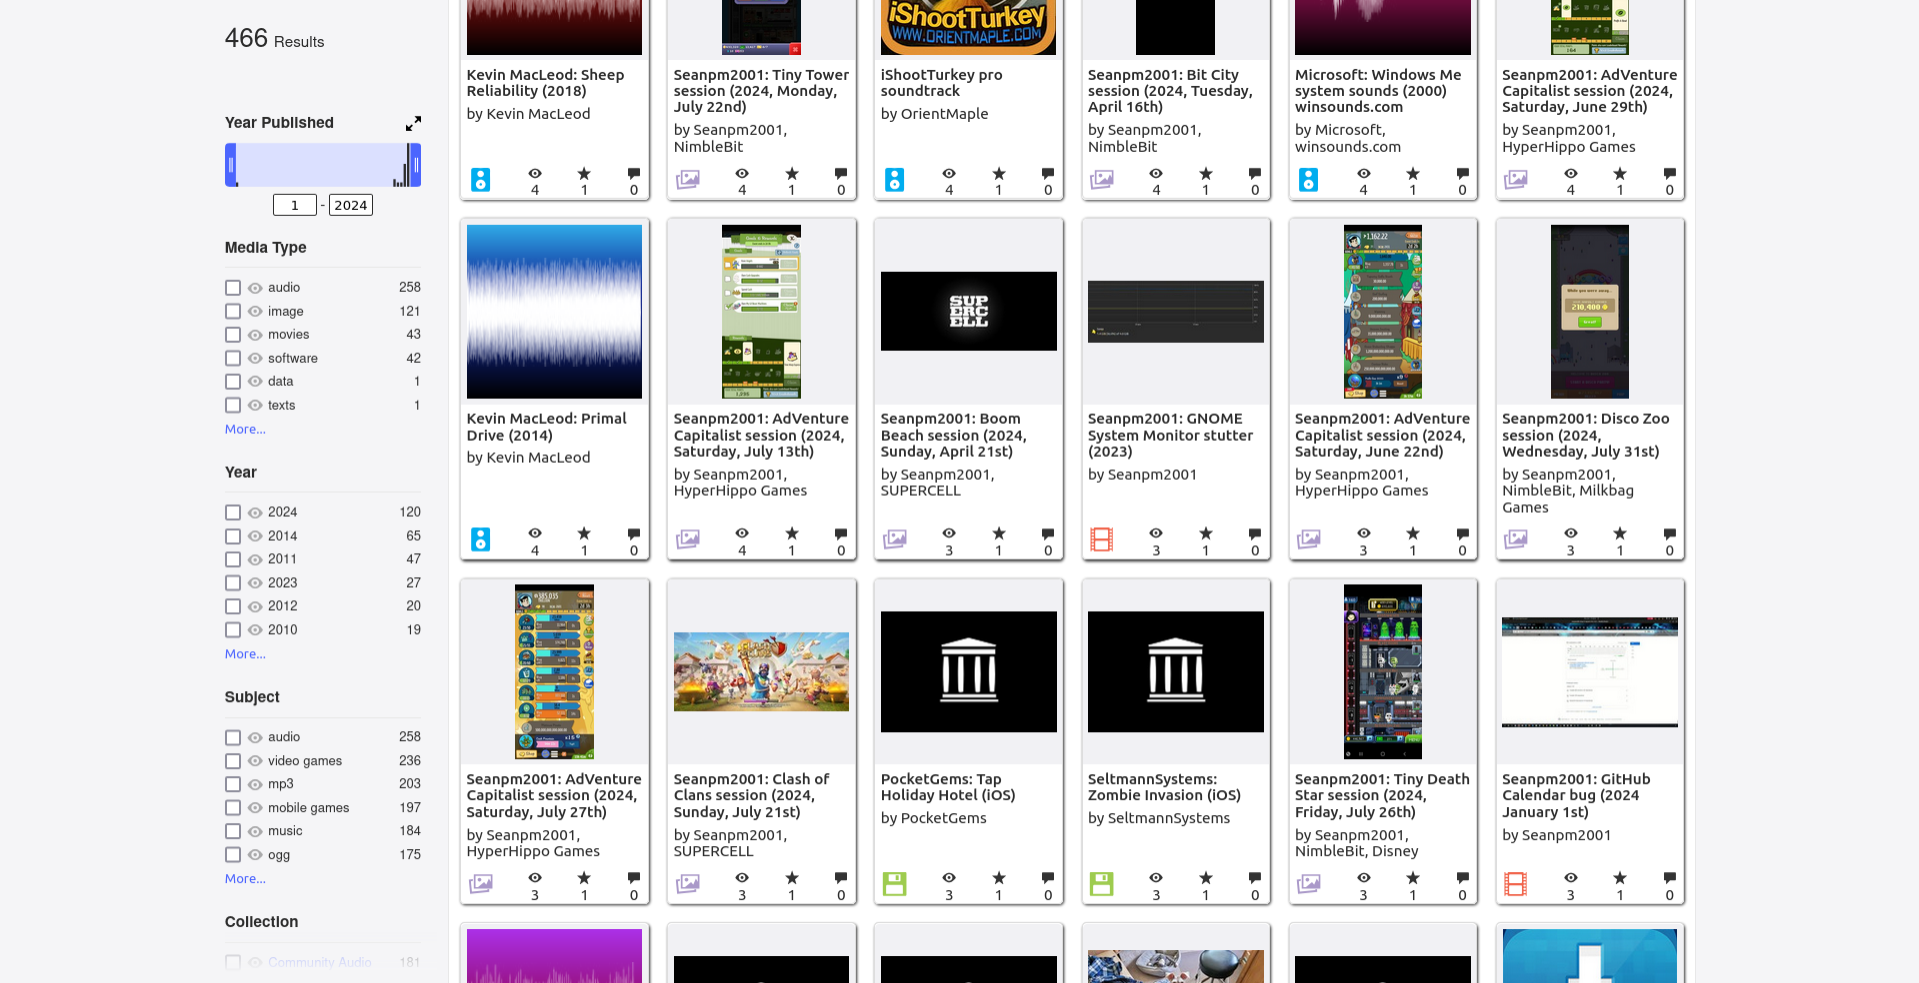 466 Results
Year Published
1 - 2024
Media Type
audio 258
image 121
movies 43
software 42
data 1
texts 1
More...
Year
2024 120
2014 65
2011 47
2023 27
2012 20
2010 19
More...
Subject
audio 258
video games 236
mp3 203
mobile games 197
music 184
ogg 175
More...
Collection
Community Audio 181
Kevin MacLeod: Sheep
Reliability (2018)
by Kevin MacLeod
4 1 0
Seanpm2001: Tiny Tower
session (2024, Monday,
July 22nd)
by Seanpm2001,
NimbleBit
4 1 0
iShootTurkey
WWW.ORIENTMAPLE.COM
iShootTurkey pro
soundtrack
by OrientMaple
4 1 0
Seanpm2001: Bit City
session (2024, Tuesday,
April 16th)
by Seanpm2001,
NimbleBit
4 1 0
Microsoft: Windows Me
system sounds (2000)
winsounds.com
by Microsoft,
winsounds.com
4 1 0
Seanpm2001: AdVenture
Capitalist session (2024,
Saturday, June 29th)
by Seanpm2001,
HyperHippo Games
4 1 0
Kevin MacLeod: Primal
Drive (2014)
by Kevin MacLeod
4 1 0
Seanpm2001: AdVenture
Capitalist session (2024,
Saturday, July 13th)
by Seanpm2001,
HyperHippo Games
4 1 0
SUP
ERC
ELL
Seanpm2001: Boom
Beach session (2024,
Sunday, April 21st)
by Seanpm2001,
SUPERCELL
3 1 0
Seanpm2001: GNOME
System Monitor stutter
(2023)
by Seanpm2001
3 1 0
Seanpm2001: AdVenture
Capitalist session (2024,
Saturday, June 22nd)
by Seanpm2001,
HyperHippo Games
3 1 0
While you were away...
210,400
Seanpm2001: Disco Zoo
session (2024,
Wednesday, July 31st)
by Seanpm2001,
NimbleBit, Milkbag
Games
3 1 0
Seanpm2001: AdVenture
Capitalist session (2024,
Saturday, July 27th)
by Seanpm2001,
HyperHippo Games
3 1 0
Seanpm2001: Clash of
Clans session (2024,
Sunday, July 21st)
by Seanpm2001,
SUPERCELL
3 1 0
PocketGems: Tap
Holiday Hotel (iOS)
by PocketGems
3 1 0
SeltmannSystems:
Zombie Invasion (iOS)
by SeltmannSystems
3 1 0
Seanpm2001: Tiny Death
Star session (2024,
Friday, July 26th)
by Seanpm2001,
NimbleBit, Disney
3 1 0
Seanpm2001: GitHub
Calendar bug (2024
January 1st)
by Seanpm2001
3 1 0